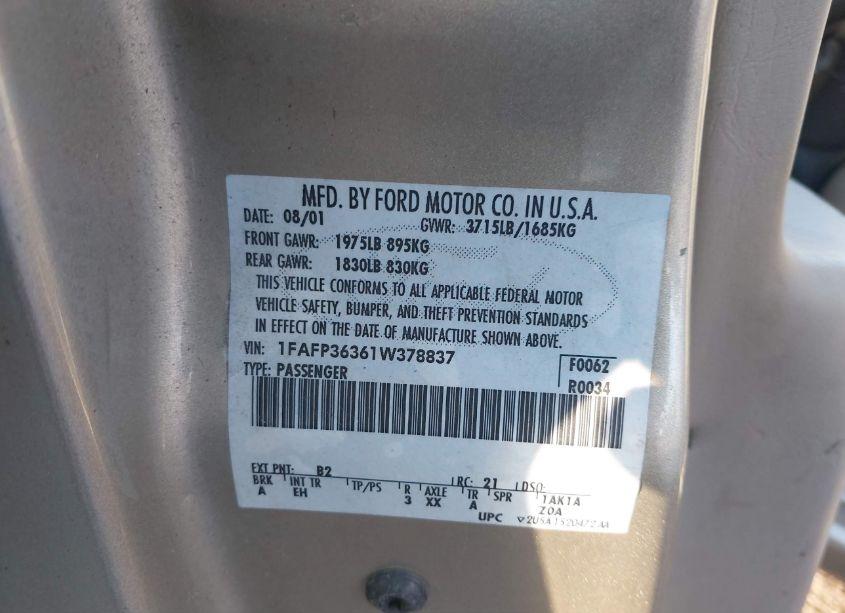 MFD. BY FORD MOTOR CO. IN U.S.A.
DATE: 08/01 GVWR: 3715LB/1685KG
FRONT GAWR: 1975LB 895KG
REAR GAWR: 1830LB 830KG
THIS VEHICLE CONFORMS TO ALL APPLICABLE FEDERAL MOTOR
VEHICLE SAFETY, BUMPER, AND THEFT PREVENTION STANDARDS
IN EFFECT ON THE DATE OF MANUFACTURE SHOWN ABOVE.
VIN: 1FAFP36361W378837 F0062
TYPE: PASSENGER R0034
EXT PNT: B2 RC: 21 DSO:
BRK INT TR TP/PS R AXLE TR SPR 1AK1A
A EH 3 XX A ZOA
UPC